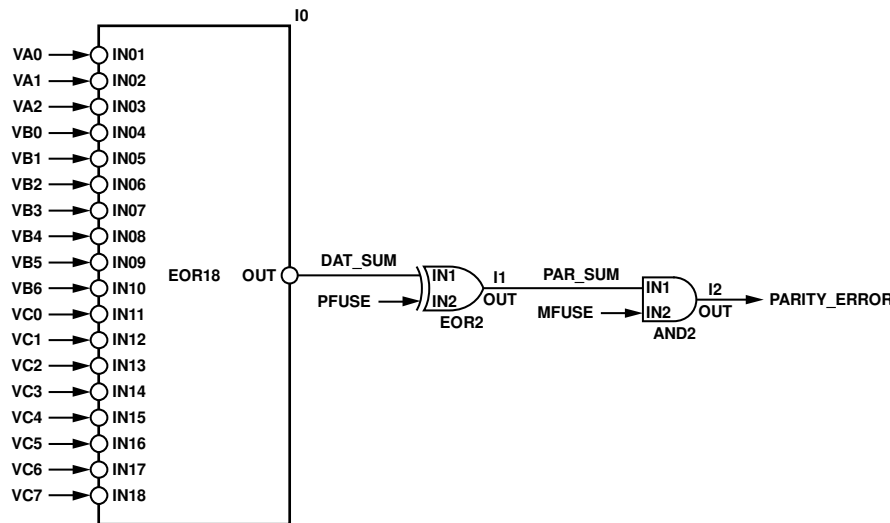 I0
VA0 IN01
VA1 IN02
VA2 IN03
VB0 IN04
VB1 IN05
VB2 IN06
VB3 IN07
VB4 IN08
VB5 IN09
VB6 IN10
VC0 IN11
VC1 IN12
VC2 IN13
VC3 IN14
VC4 IN15
VC5 IN16
VC6 IN17
VC7 IN18
EOR18 OUT
DAT_SUM
PFUSE
IN1
IN2
I1
OUT
EOR2
PAR_SUM
MFUSE
IN1
IN2
I2
OUT
AND2
PARITY_ERROR